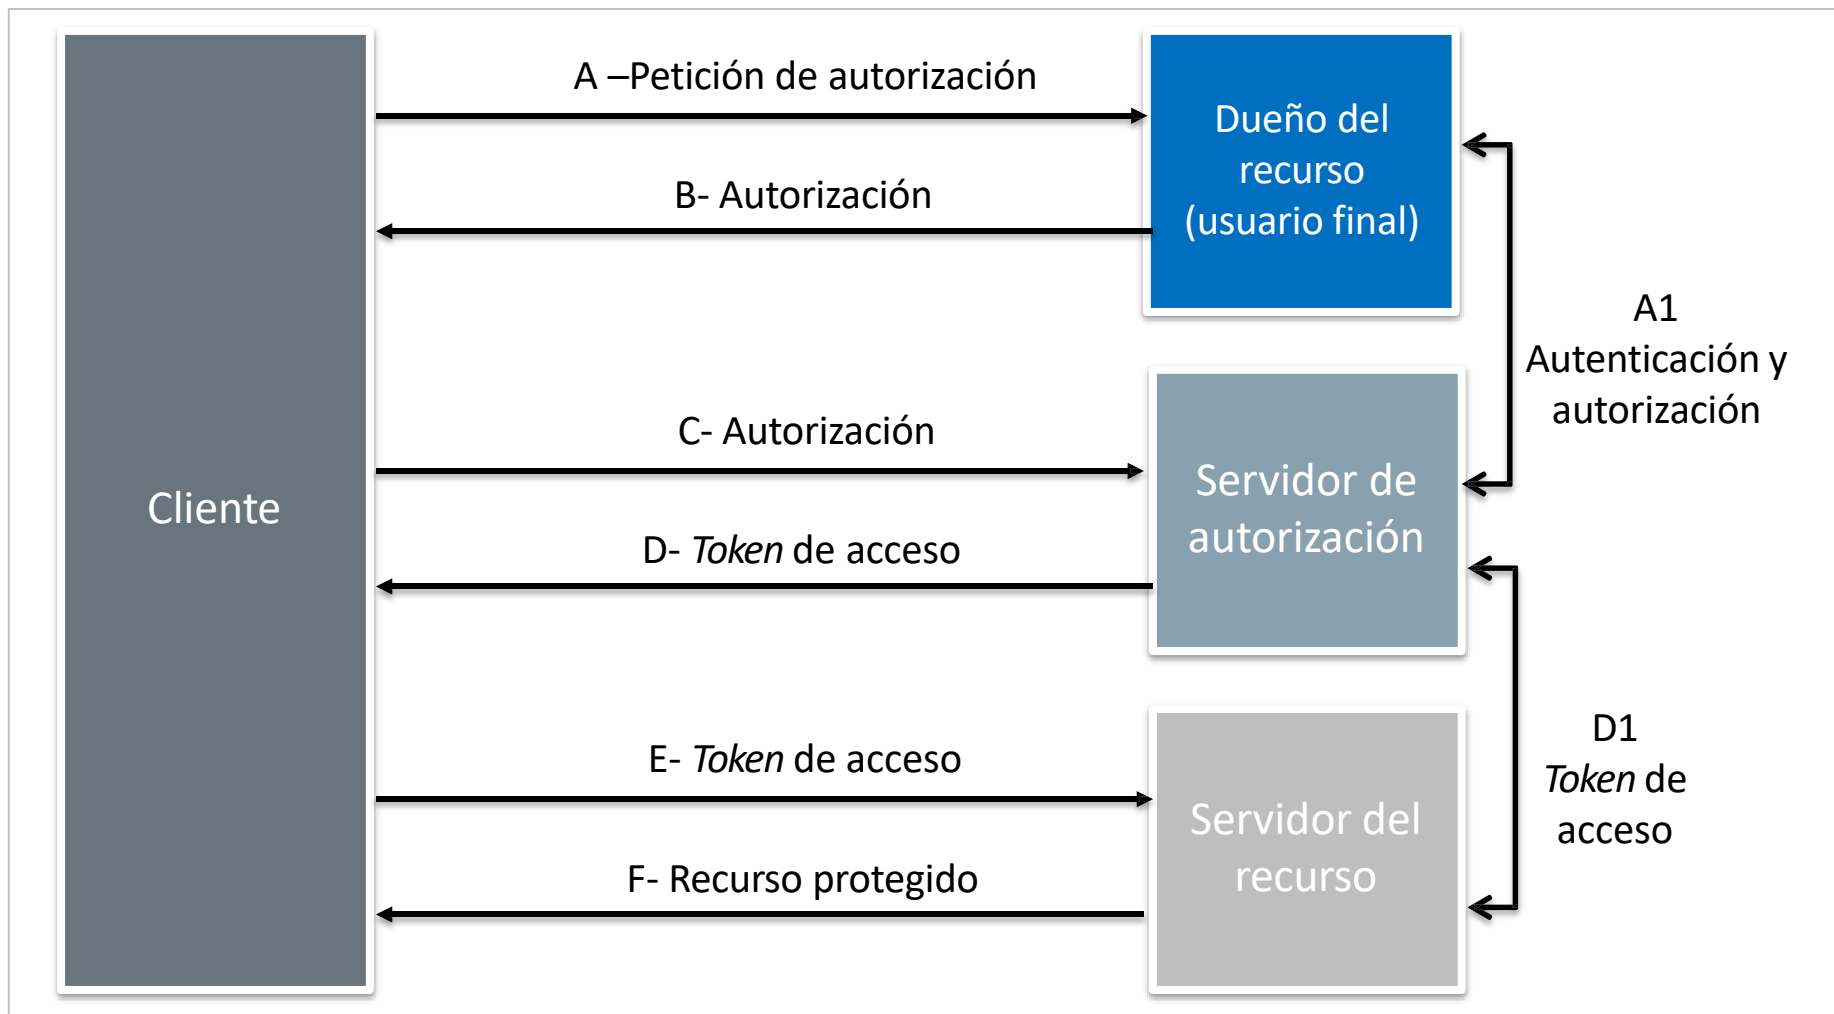 A –Petición de autorización
Dueño del
recurso
(usuario final)
B- Autorización
A1
Autenticación y
autorización
C- Autorización
Servidor de
autorización
Cliente
D- Token de acceso
D1
Token de
acceso
E- Token de acceso
Servidor del
recurso
F- Recurso protegido